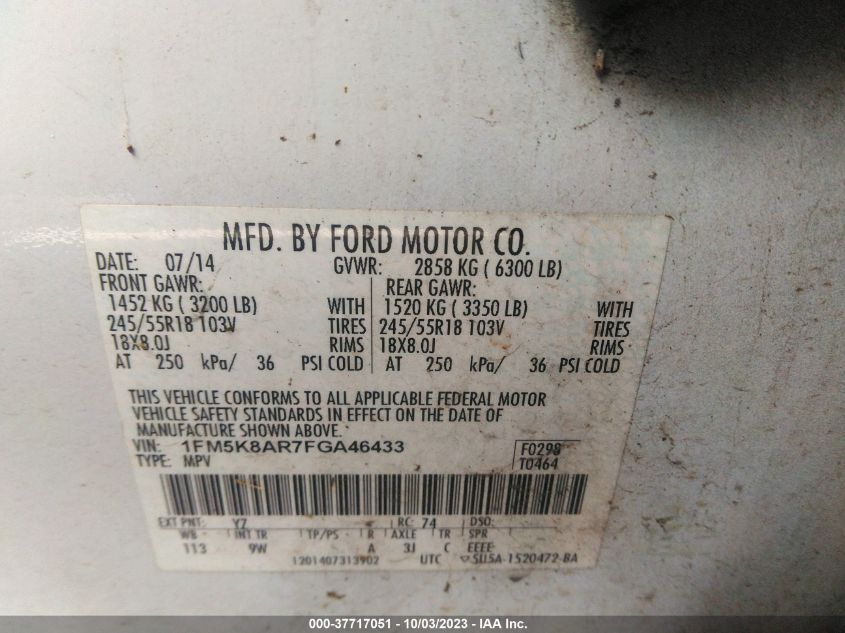 MFD. BY FORD MOTOR CO.
DATE: 07/14 GVWR: 2858 KG ( 6300 LB)
FRONT GAWR: REAR GAWR:
1452 KG ( 3200 LB) WITH 1520 KG ( 3350 LB) WITH
245/55R18 103V TIRES 245/55R18 103V TIRES
18X8.0J RIMS 18X8.0J RIMS
AT 250 kPa/ 36 PSI COLD AT 250 kPa/ 36 PSI COLD
THIS VEHICLE CONFORMS TO ALL APPLICABLE FEDERAL MOTOR
VEHICLE SAFETY STANDARDS IN EFFECT ON THE DATE OF
MANUFACTURE SHOWN ABOVE.
VIN: 1FM5K8AR7FGA46433 F0298
TYPE: MPV T0464
EXT PNT: YZ RC: 74 DSO:
WB INT TR TP/PS R AXLE TR SPR
113 9W A 3J C EEEE
1201407313902 UTC
000-37717051 - 10/03/2023 - IAA Inc.